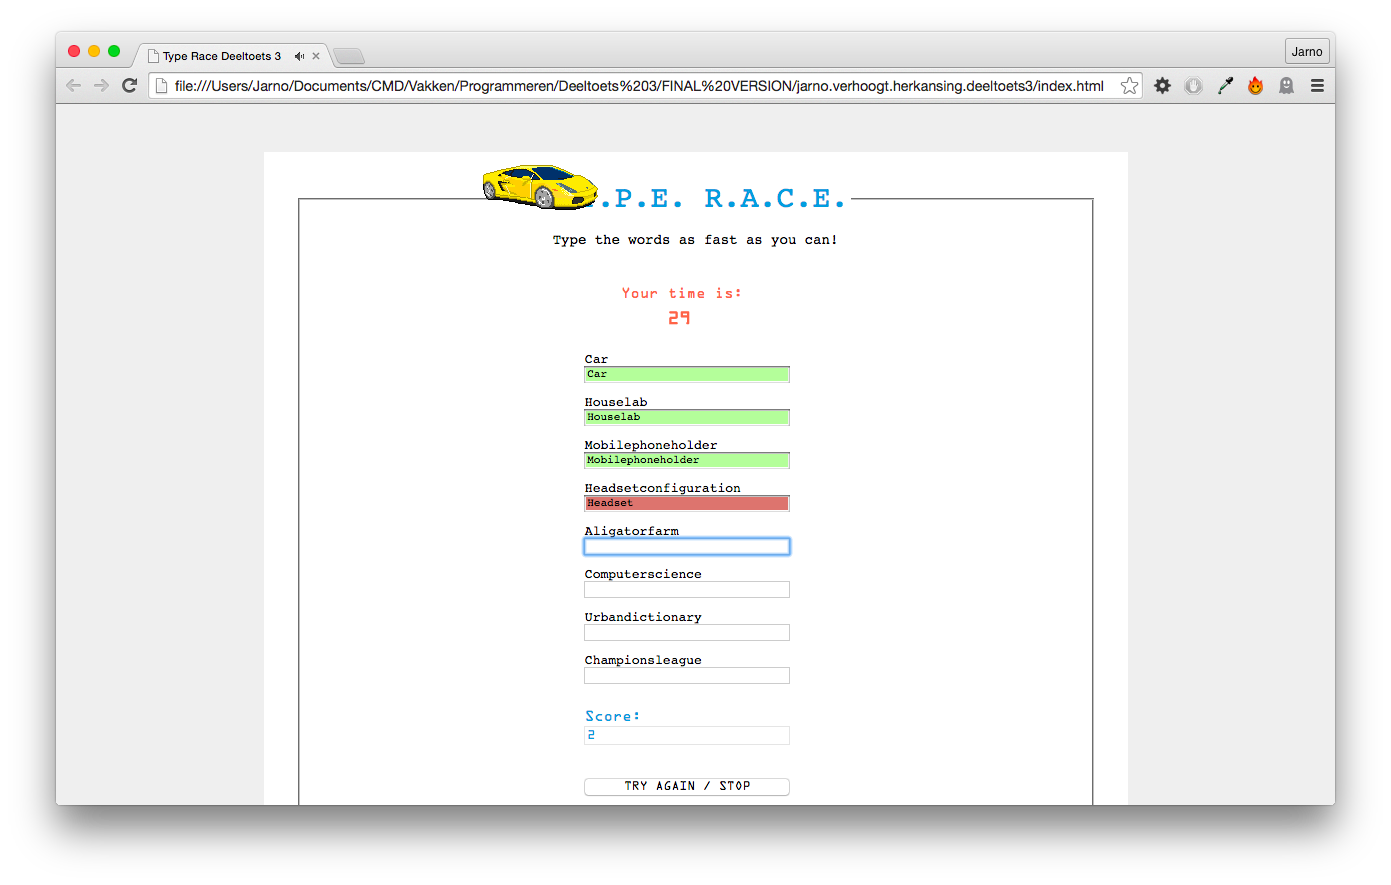 Type Race Deeltoets 3
Jarno
file:///Users/Jarno/Documents/CMD/Vakken/Programmeren/Deeltoets%203/FINAL%20VERSION/jarno.verhoogt.herkansing.deeltoets3/index.html
.P.E. R.A.C.E.
Type the words as fast as you can!
Your time is:
29
Car
Car
Houselab
Houselab
Mobilephoneholder
Mobilephoneholder
Headsetconfiguration
Headset
Aligatorfarm
Computerscience
Urbandictionary
Championsleague
Score:
2
TRY AGAIN / STOP